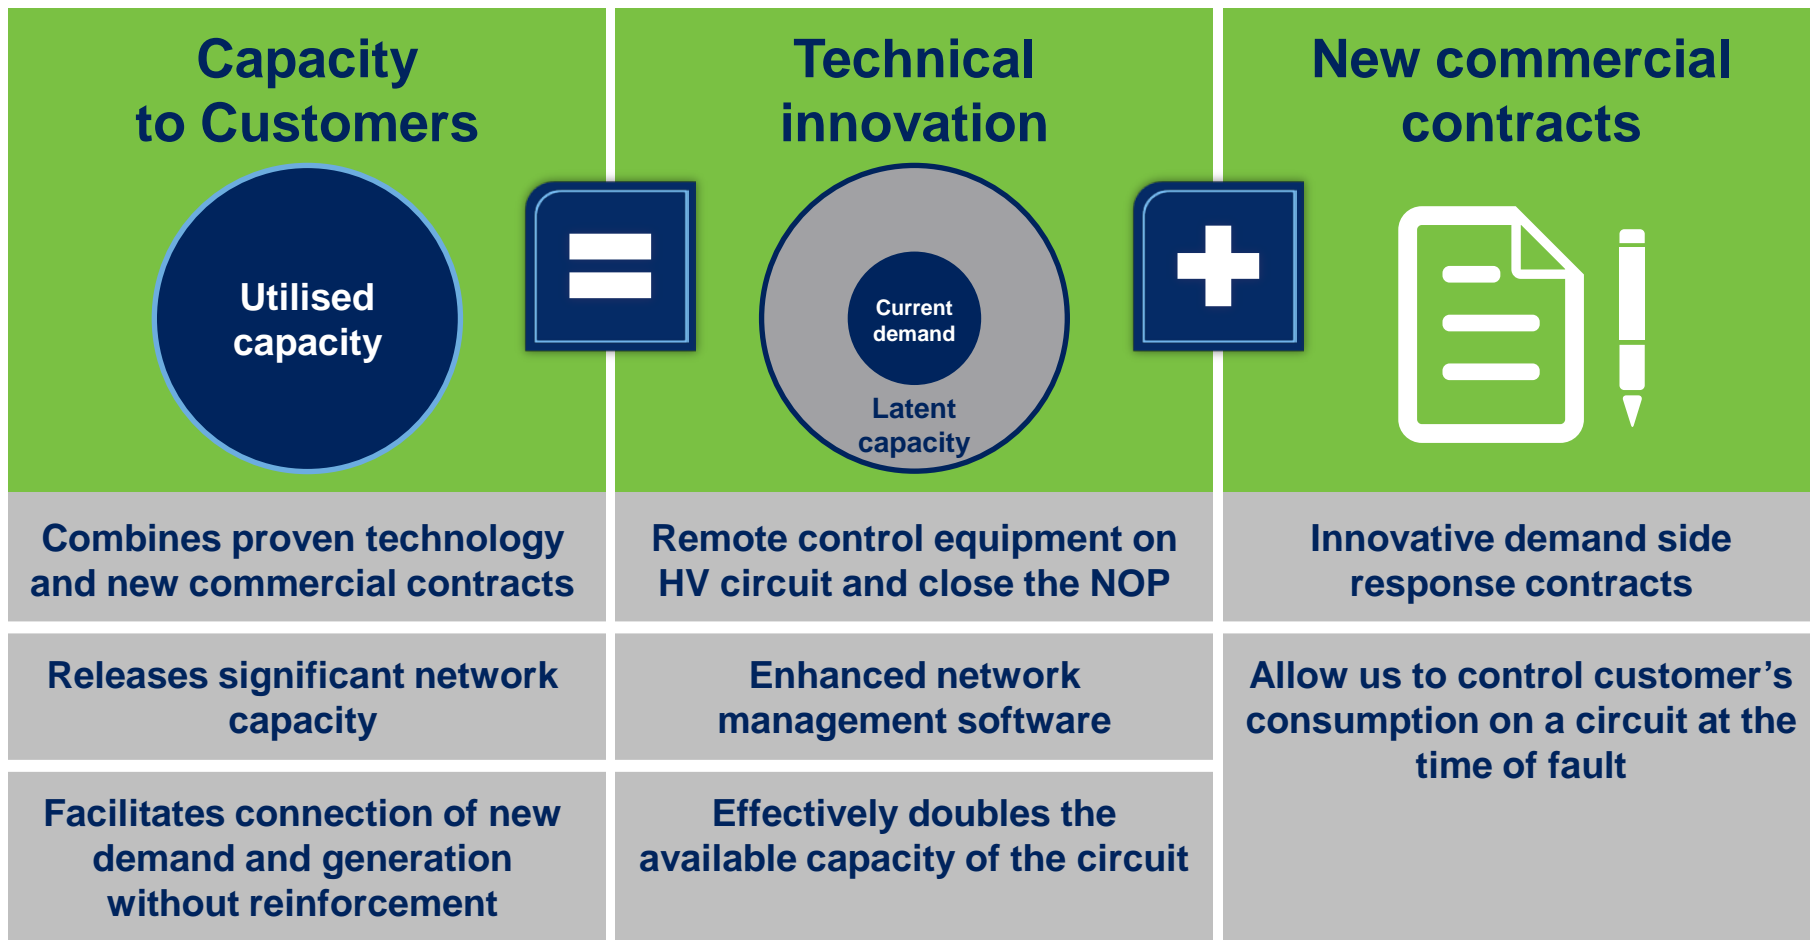 Capacity
to Customers
Utilised
capacity
Combines proven technology
and new commercial contracts
Releases significant network
capacity
Facilitates connection of new
demand and generation
without reinforcement
Technical
innovation
Current
demand
Latent
capacity
Remote control equipment on
HV circuit and close the NOP
Enhanced network
management software
Effectively doubles the
available capacity of the circuit
New commercial
contracts
Innovative demand side
response contracts
Allow us to control customer’s
consumption on a circuit at the
time of fault